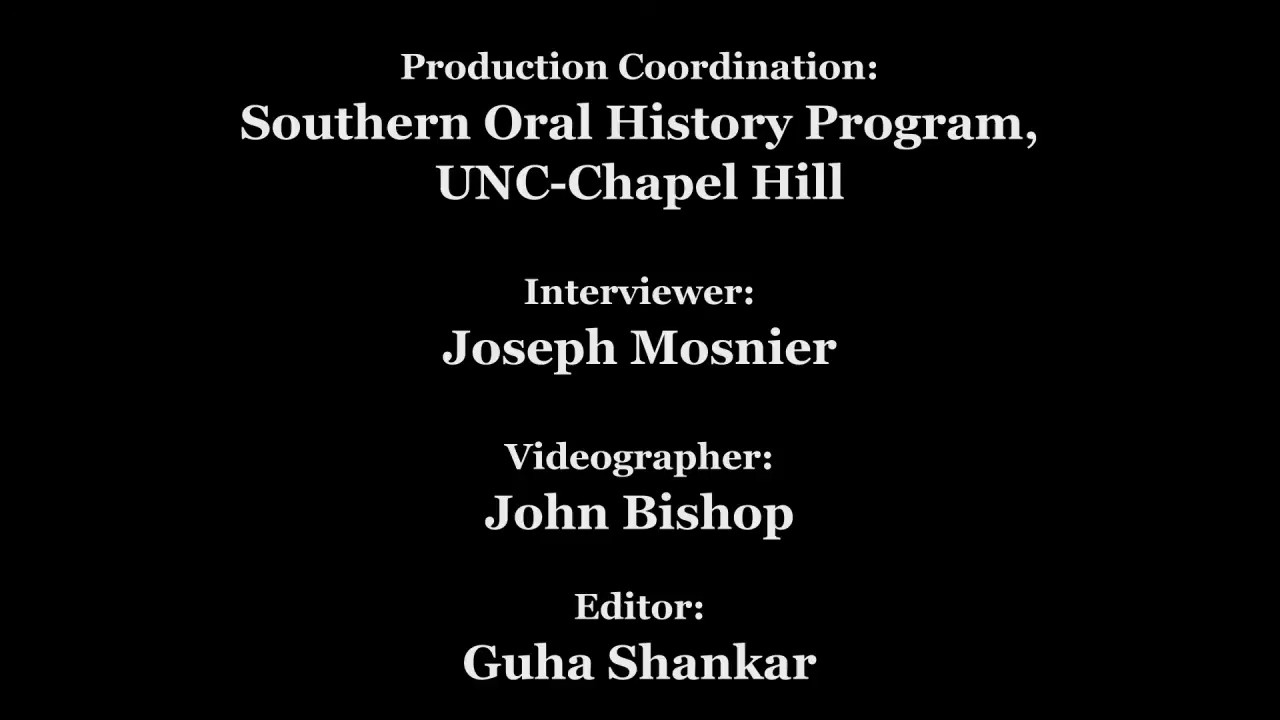 Production Coordination:
Southern Oral History Program,
UNC-Chapel Hill
Interviewer:
Joseph Mosnier
Videographer:
John Bishop
Editor:
Guha Shankar